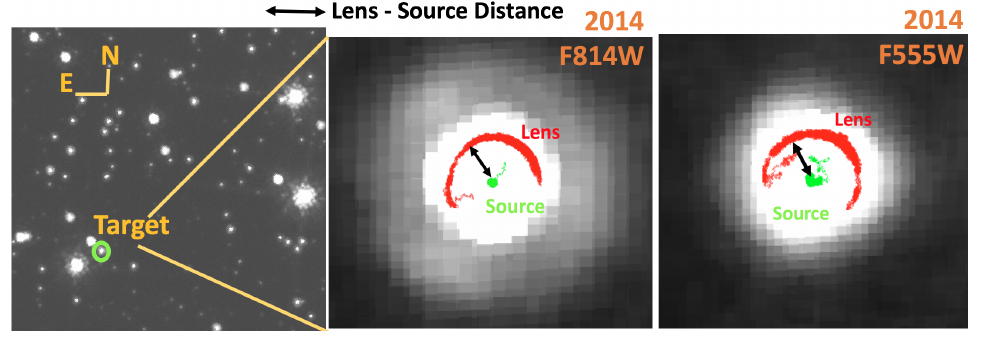 Lens - Source Distance
2014
F814W
2014
F555W
N
E
Target
Lens
Source
Lens
Source